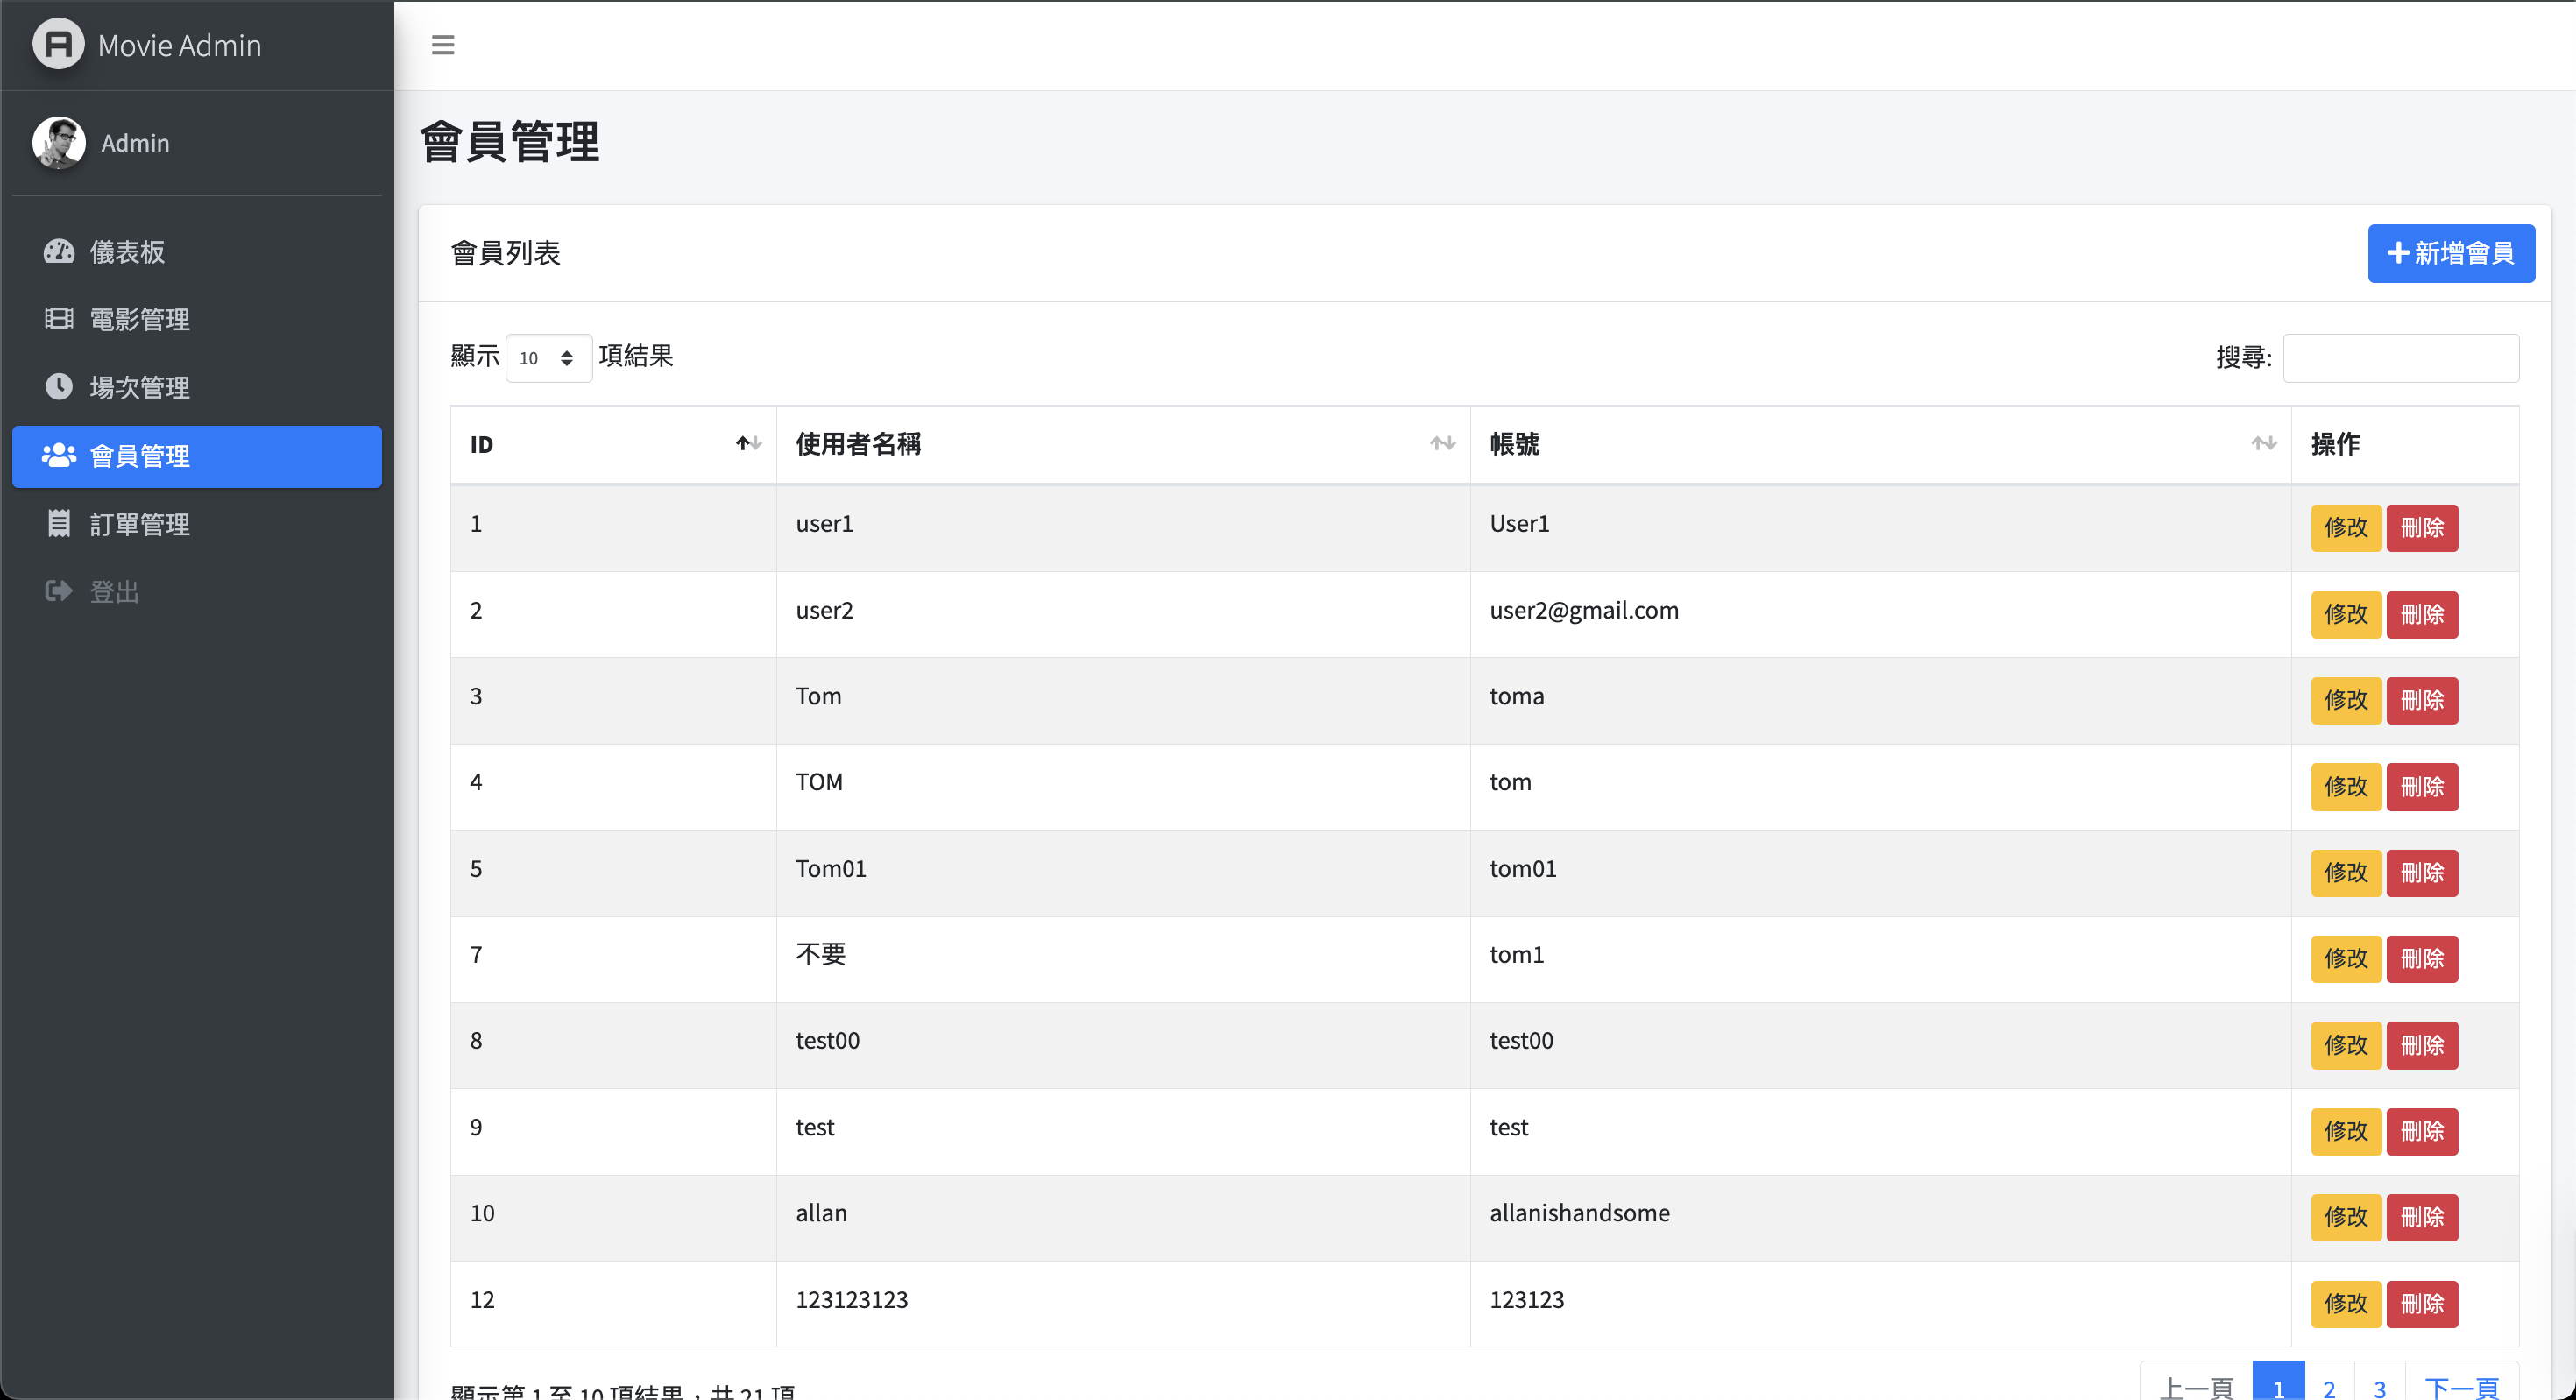 Movie Admin
Admin
儀表板
電影管理
場次管理
會員管理
訂單管理
登出
會員管理
會員列表
新增會員
顯示 10 項結果
搜尋:
ID 使用者名稱 帳號 操作
1 user1 User1 修改 刪除
2 user2 user2@gmail.com 修改 刪除
3 Tom toma 修改 刪除
4 TOM tom 修改 刪除
5 Tom01 tom01 修改 刪除
7 不要 tom1 修改 刪除
8 test00 test00 修改 刪除
9 test test 修改 刪除
10 allan allanishandsome 修改 刪除
12 123123123 123123 修改 刪除
顯示第 1 至 10 項結果，共 21 項
上一頁 1 2 3 下一頁